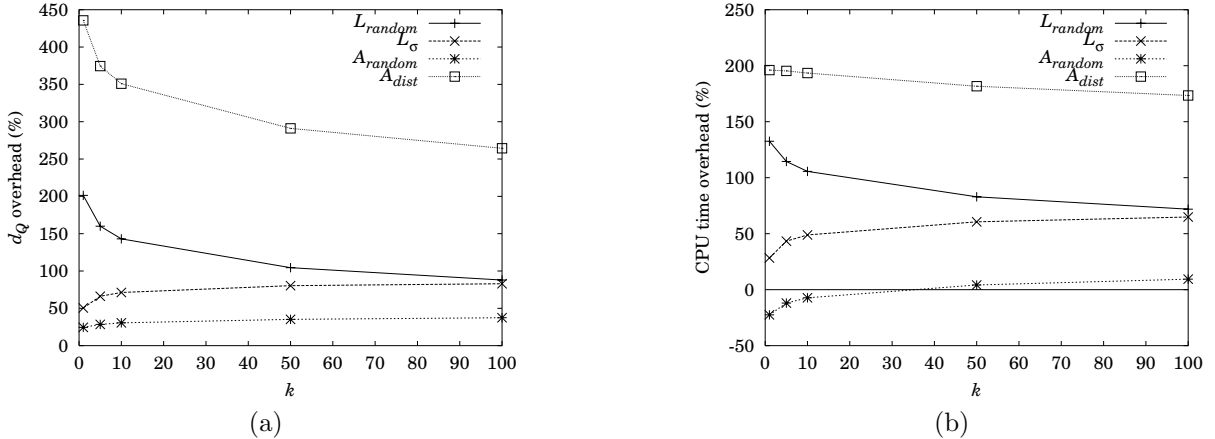 450
400
350
300
250
200
150
100
50
0
d_Q overhead (%)
0 10 20 30 40 50 60 70 80 90 100
k
L_random
L_σ
A_random
A_dist
(a)
250
200
150
100
50
0
-50
CPU time overhead (%)
0 10 20 30 40 50 60 70 80 90 100
k
L_random
L_σ
A_random
A_dist
(b)